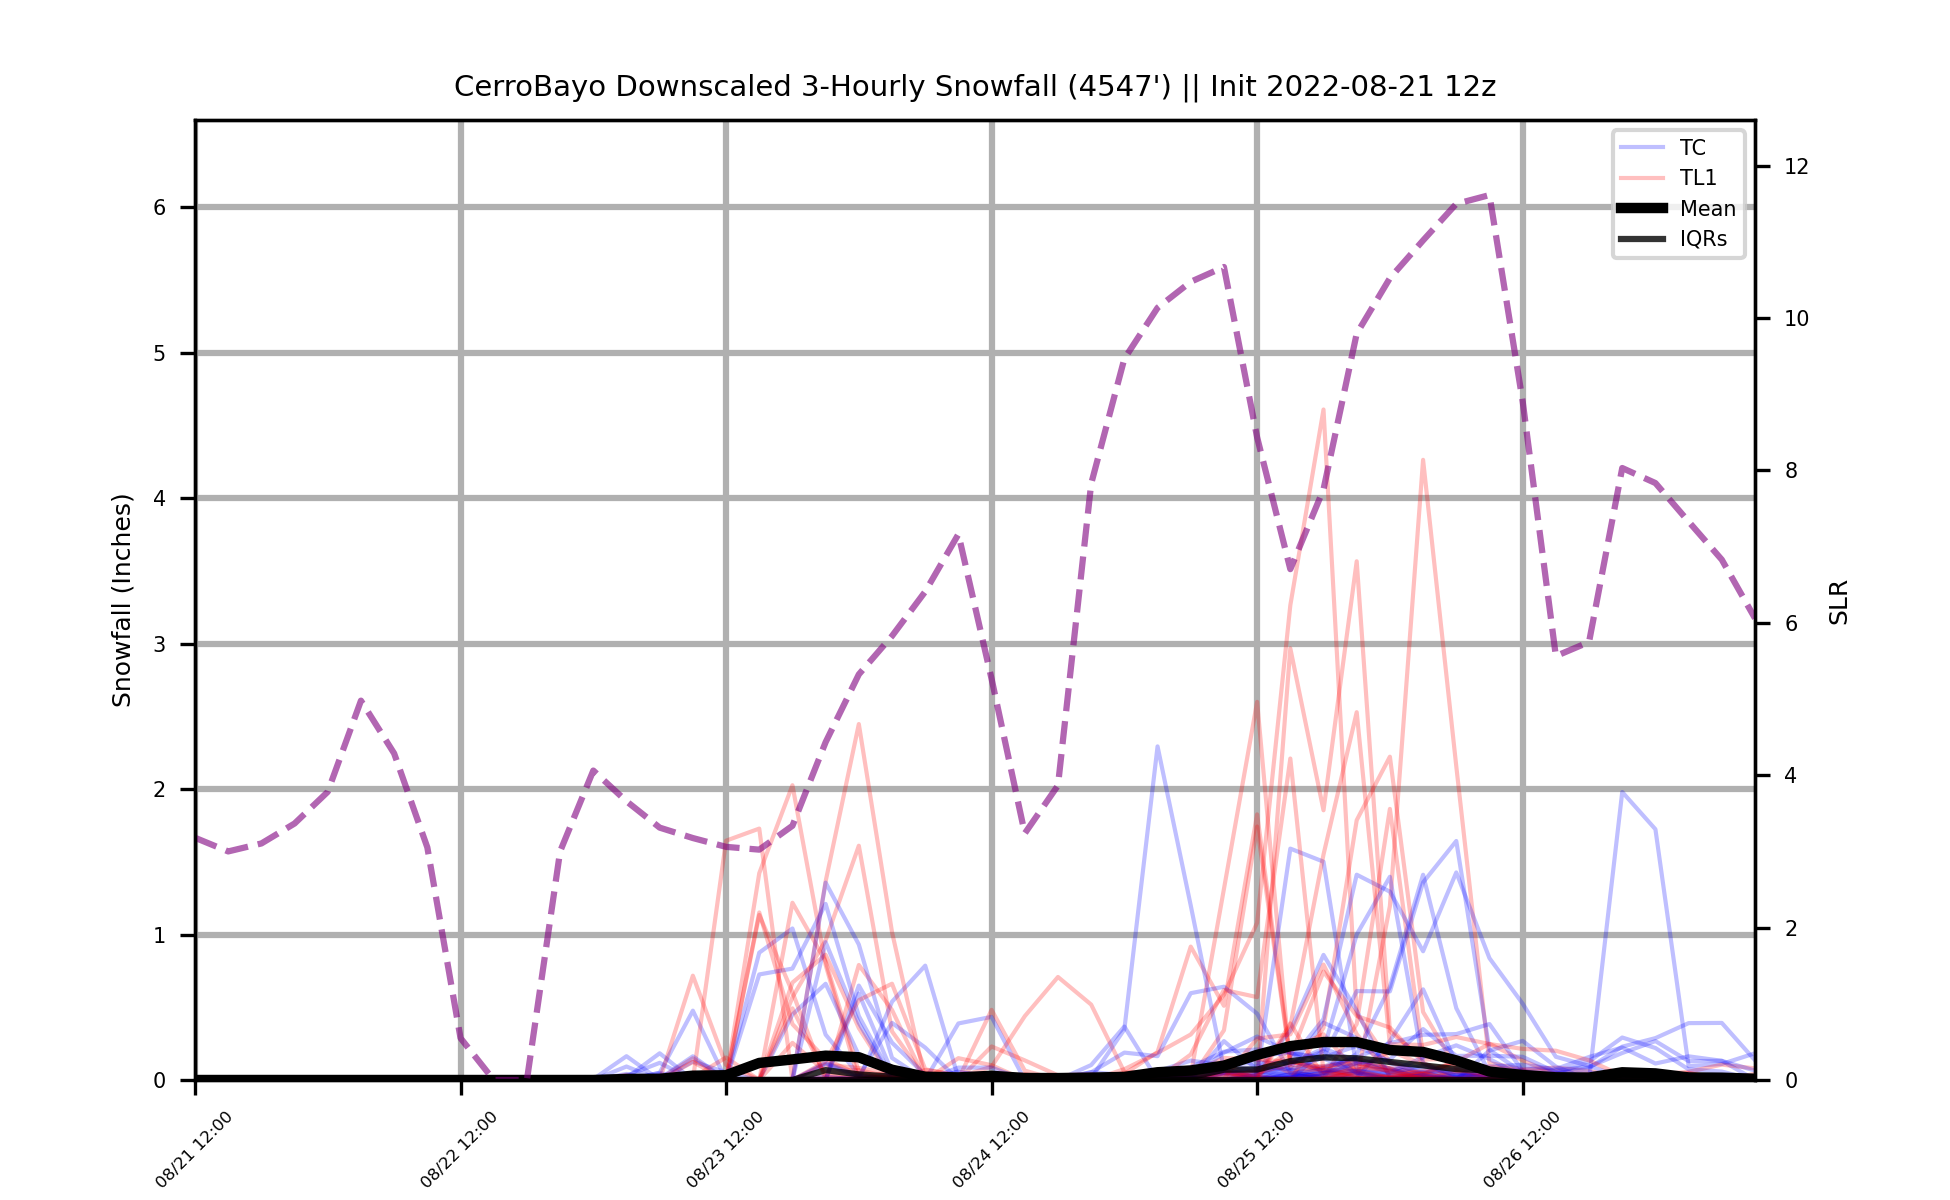 CerroBayo Downscaled 3-Hourly Snowfall (4547') || Init 2022-08-21 12z
TC
TL1
Mean
IQRs
Snowfall (Inches)
6
5
4
3
2
1
0
SLR
12
10
8
6
4
2
0
08/21 12:00
08/22 12:00
08/23 12:00
08/24 12:00
08/25 12:00
08/26 12:00